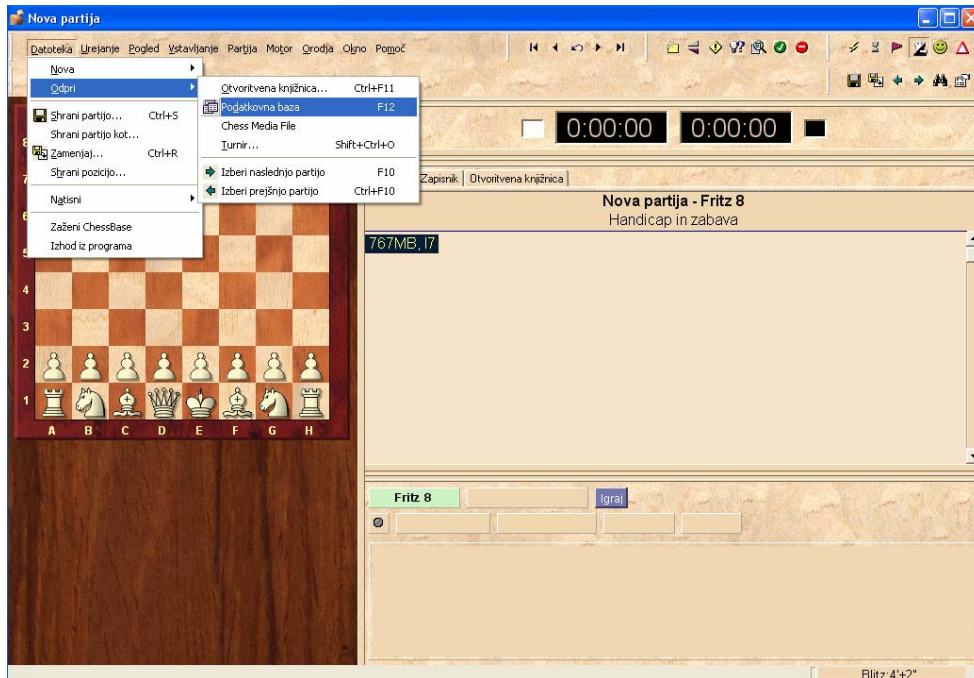 Nova partija
Datoteka Urejanje Pogled Vstavljanje Partija Motor Orodja Okno Pomoč
Nova
Odpri
Shrani partijo... Ctrl+S
Shrani partijo kot...
Zamenjaj... Ctrl+R
Shrani pozicijo...
Natisni
Zaženi ChessBase
Izhod iz programa
Otvoritvena knjižnica... Ctrl+F11
Podatkovna baza F12
Chess Media File
Turnir... Shift+Ctrl+O
Izberi naslednjo partijo F10
Izberi prejšnjo partijo Ctrl+F10
0:00:00 0:00:00
Zapisnik Otvoritvena knjižnica
Nova partija - Fritz 8
Handicap in zabava
767MB, I7
4
3
2
1
A B C D E F G H
Fritz 8
Igraj
Blitz:4'+2"